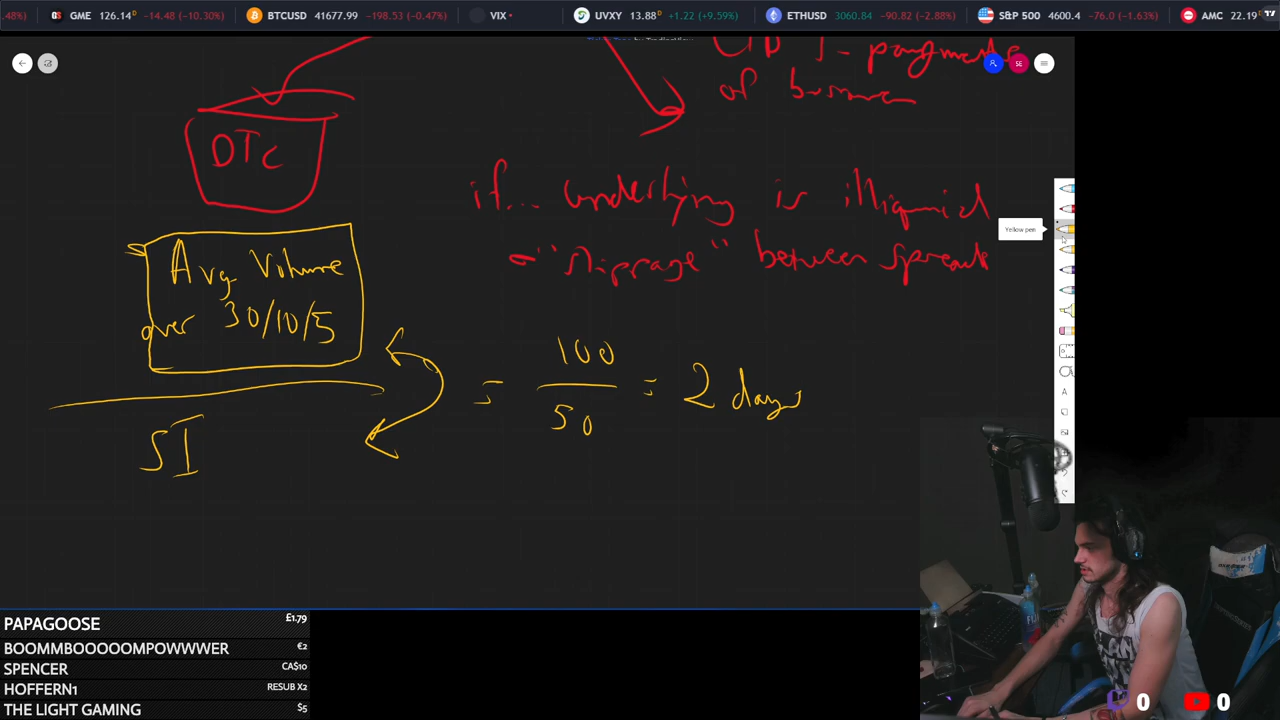 .48%) GME 126.14 D -14.48 (-10.30%) BTCUSD 41677.99 -198.53 (-0.47%) VIX UVXY 13.88 D +1.22 (+9.59%) ETHUSD 3060.84 -90.82 (-2.88%) S&P 500 4600.4 -76.0 (-1.63%) AMC 22.19 D
SE
of
DTC
if... underlying is illiquid
Yellow pen
"slippage" between spreads
Avg Volume
over 30/10/5
SI
= 100/50 = 2 days
PAPAGOOSE £1.79
BOOMMBOOOOOMPOWWWER €2
SPENCER CA$10
HOFFERN1 RESUB X2
THE LIGHT GAMING $5
0 0